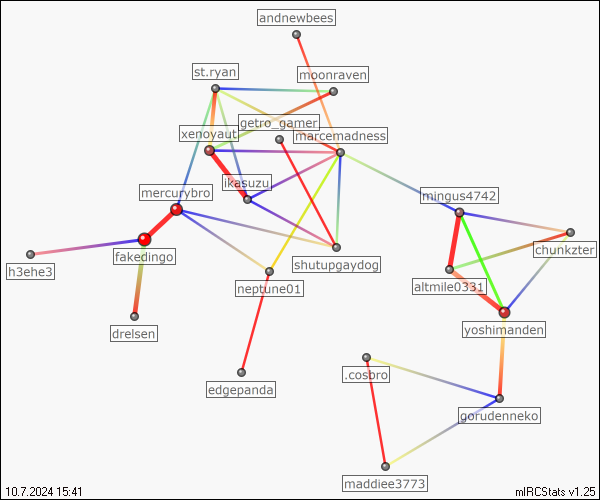 andnewbees
st.ryan
moonraven
getro_gamer
xenoyaut
marcemadness
ikasuzu
mercurybro
mingus4742
fakedingo
chunkzter
h3ehe3
shutupgaydog
neptune01
altmile0331
drelsen
yoshimanden
.cosbro
edgepanda
gorudenneko
maddiee3773
10.7.2024 15:41
mIRCStats v1.25